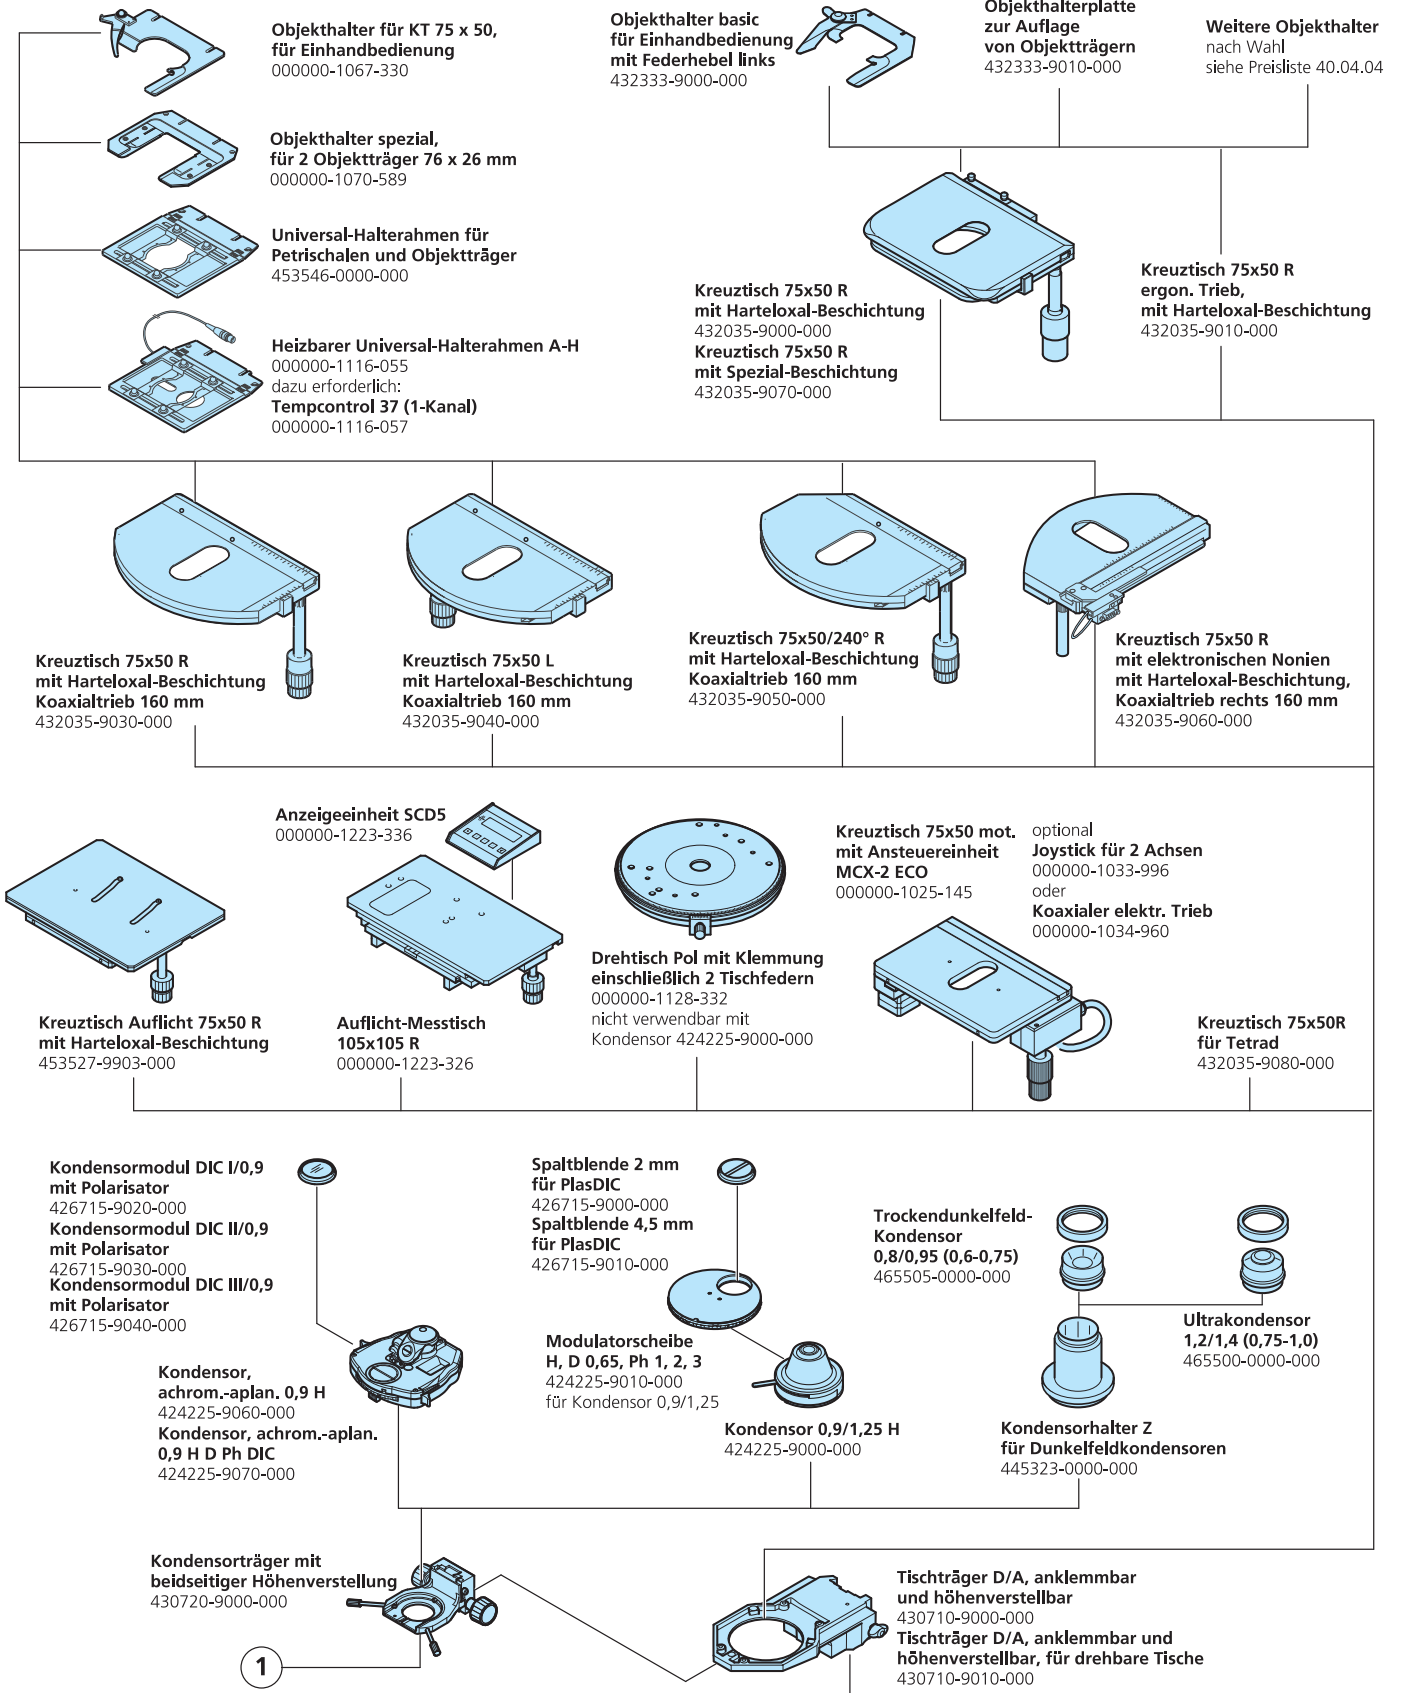 Objekthalter für KT 75 x 50,
für Einhandbedienung
000000-1067-330
Objekthalter basic
für Einhandbedienung
mit Federhebel links
432333-9000-000
Objekthalterplatte
zur Auflage
von Objektträgern
432333-9010-000
Weitere Objekthalter
nach Wahl
siehe Preisliste 40.04.04
Objekthalter spezial,
für 2 Objektträger 76 x 26 mm
000000-1070-589
Universal-Halterahmen für
Petrischalen und Objektträger
453546-0000-000
Heizbarer Universal-Halterahmen A-H
000000-1116-055
dazu erforderlich:
Tempcontrol 37 (1-Kanal)
000000-1116-057
Kreuztisch 75x50 R
mit Harteloxal-Beschichtung
432035-9000-000
Kreuztisch 75x50 R
mit Spezial-Beschichtung
432035-9070-000
Kreuztisch 75x50 R
ergon. Trieb,
mit Harteloxal-Beschichtung
432035-9010-000
Kreuztisch 75x50 R
mit Harteloxal-Beschichtung
Koaxialtrieb 160 mm
432035-9030-000
Kreuztisch 75x50 L
mit Harteloxal-Beschichtung
Koaxialtrieb 160 mm
432035-9040-000
Kreuztisch 75x50/240° R
mit Harteloxal-Beschichtung
Koaxialtrieb 160 mm
432035-9050-000
Kreuztisch 75x50 R
mit elektronischen Nonien
mit Harteloxal-Beschichtung,
Koaxialtrieb rechts 160 mm
432035-9060-000
Anzeigeeinheit SCD5
000000-1223-336
Kreuztisch 75x50 mot.
mit Ansteuereinheit
MCX-2 ECO
000000-1025-145
optional
Joystick für 2 Achsen
000000-1033-996
oder
Koaxialer elektr. Trieb
000000-1034-960
Kreuztisch Auflicht 75x50 R
mit Harteloxal-Beschichtung
453527-9903-000
Auflicht-Messtisch
105x105 R
000000-1223-326
Drehtisch Pol mit Klemmung
einschließlich 2 Tischfedern
000000-1128-332
nicht verwendbar mit
Kondensor 424225-9000-000
Kreuztisch 75x50R
für Tetrad
432035-9080-000
Kondensormodul DIC I/0,9
mit Polarisator
426715-9020-000
Kondensormodul DIC II/0,9
mit Polarisator
426715-9030-000
Kondensormodul DIC III/0,9
mit Polarisator
426715-9040-000
Spaltblende 2 mm
für PlasDIC
426715-9000-000
Spaltblende 4,5 mm
für PlasDIC
426715-9010-000
Trockendunkelfeld-
Kondensor
0,8/0,95 (0,6-0,75)
465505-0000-000
Ultrakondensor
1,2/1,4 (0,75-1,0)
465500-0000-000
Kondensor,
achrom.-aplan. 0,9 H
424225-9060-000
Kondensor, achrom.-aplan.
0,9 H D Ph DIC
424225-9070-000
Modulatorscheibe
H, D 0,65, Ph 1, 2, 3
424225-9010-000
für Kondensor 0,9/1,25
Kondensor 0,9/1,25 H
424225-9000-000
Kondensorhalter Z
für Dunkelfeldkondensoren
445323-0000-000
Kondensorträger mit
beidseitiger Höhenverstellung
430720-9000-000
Tischträger D/A, anklemmbar
und höhenverstellbar
430710-9000-000
Tischträger D/A, anklemmbar und
höhenverstellbar, für drehbare Tische
430710-9010-000
1